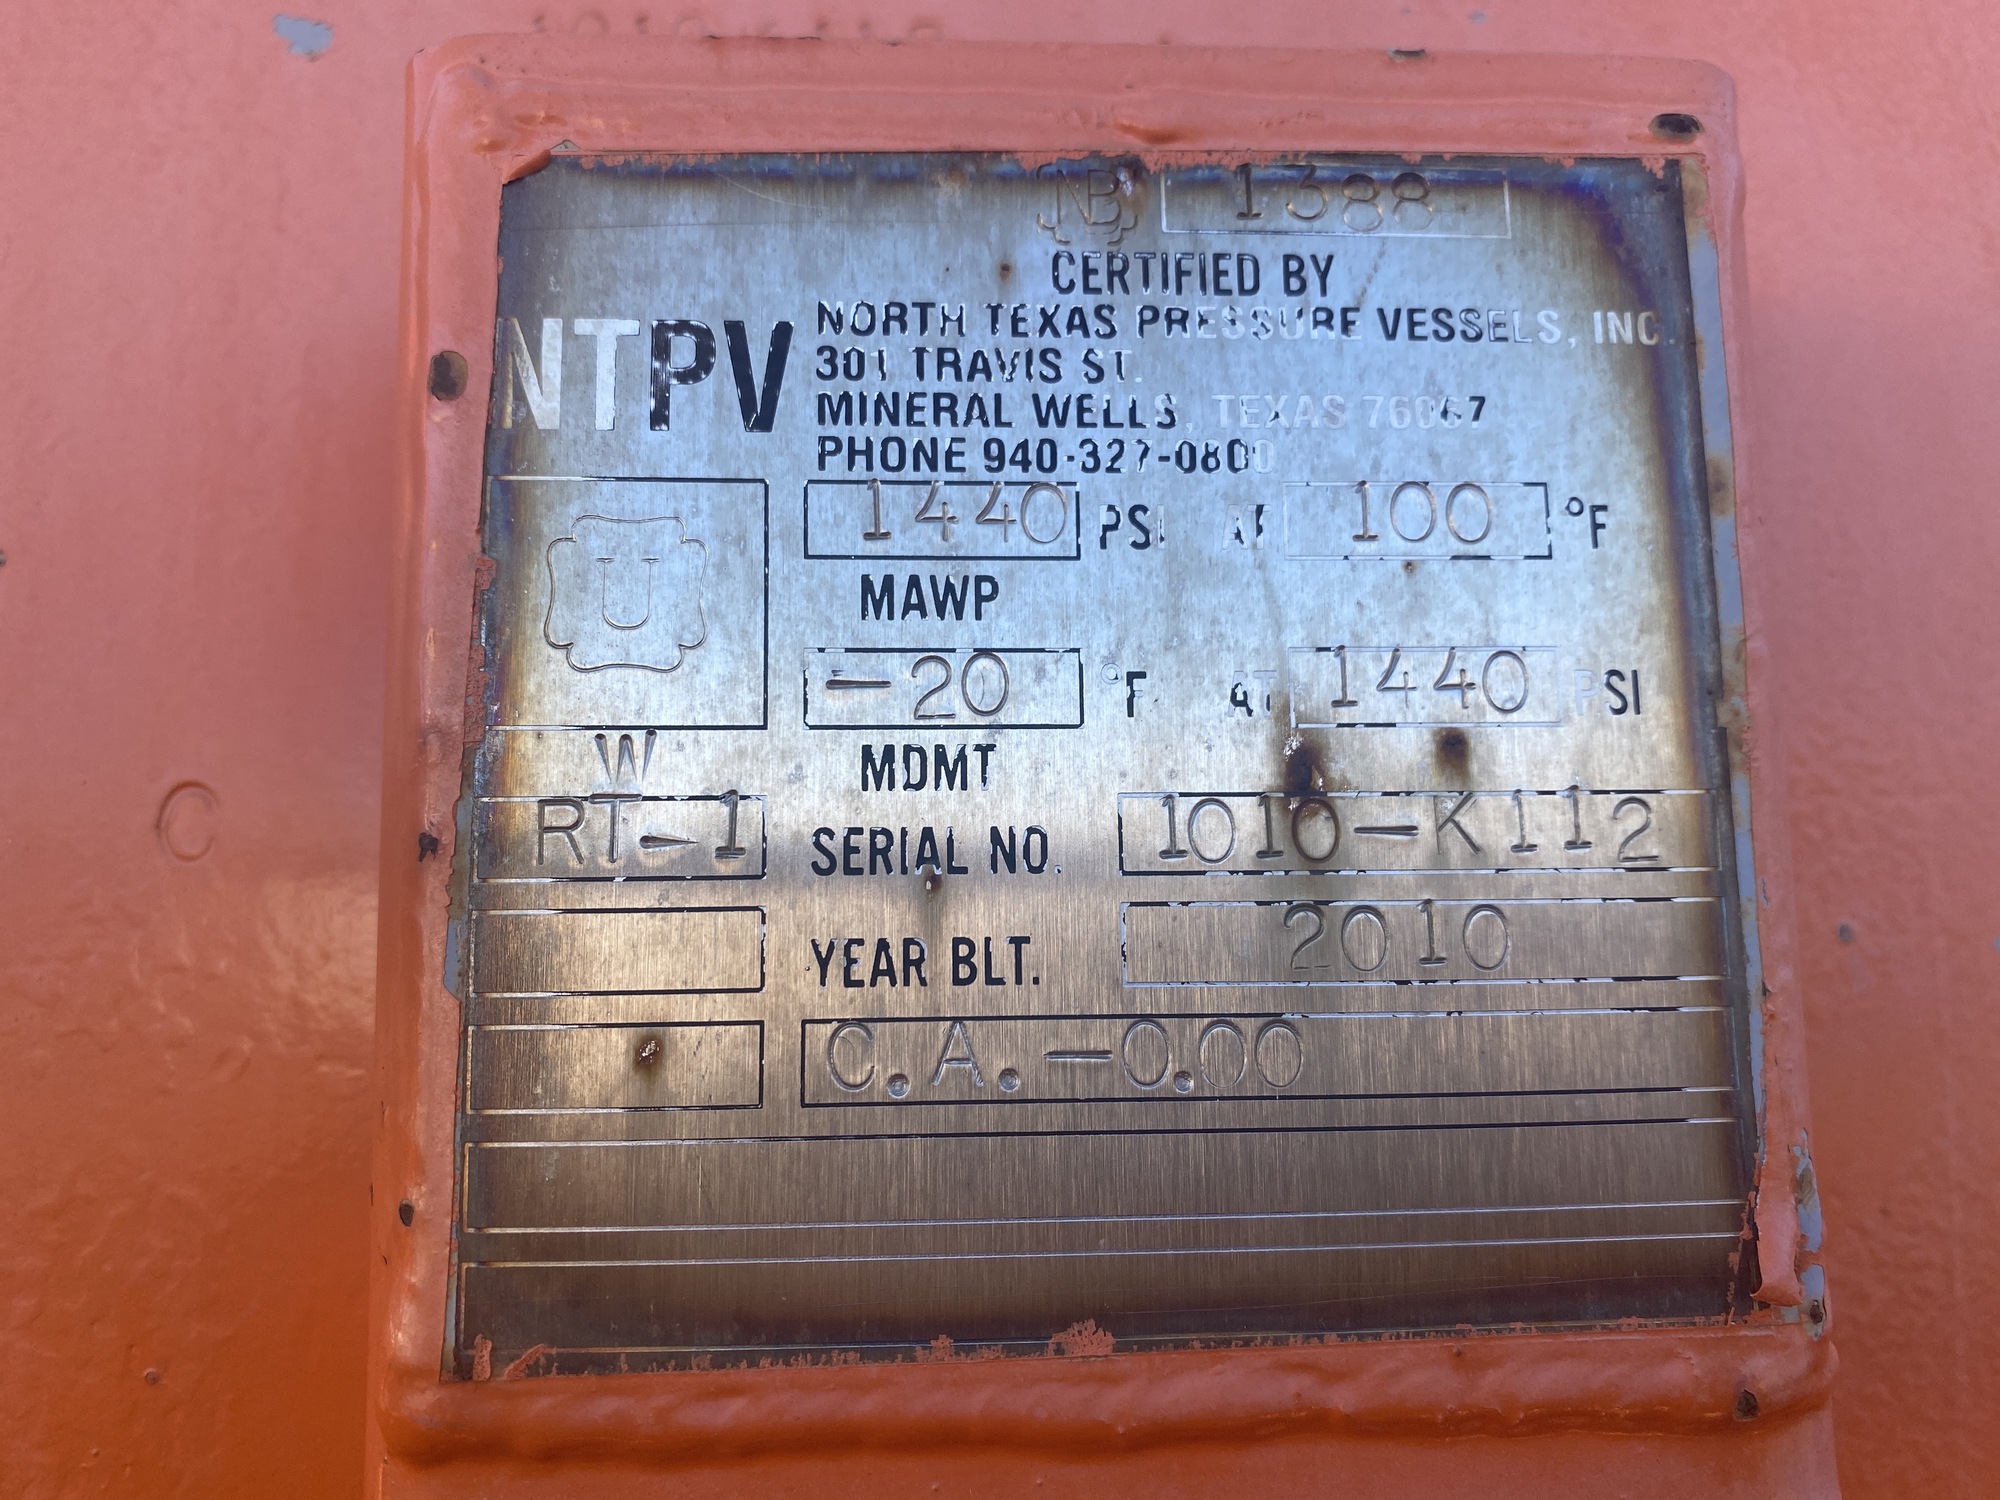 NB 1388
CERTIFIED BY
NTPV
NORTH TEXAS PRESSURE VESSELS, INC.
301 TRAVIS ST.
MINERAL WELLS, TEXAS 76067
PHONE 940-327-0800
U
1440 PSI AT 100 °F
MAWP
-20 °F AT 1440 PSI
MDMT
W
RT-1
SERIAL NO. 1010-K112
YEAR BLT. 2010
C.A.-0.00
C